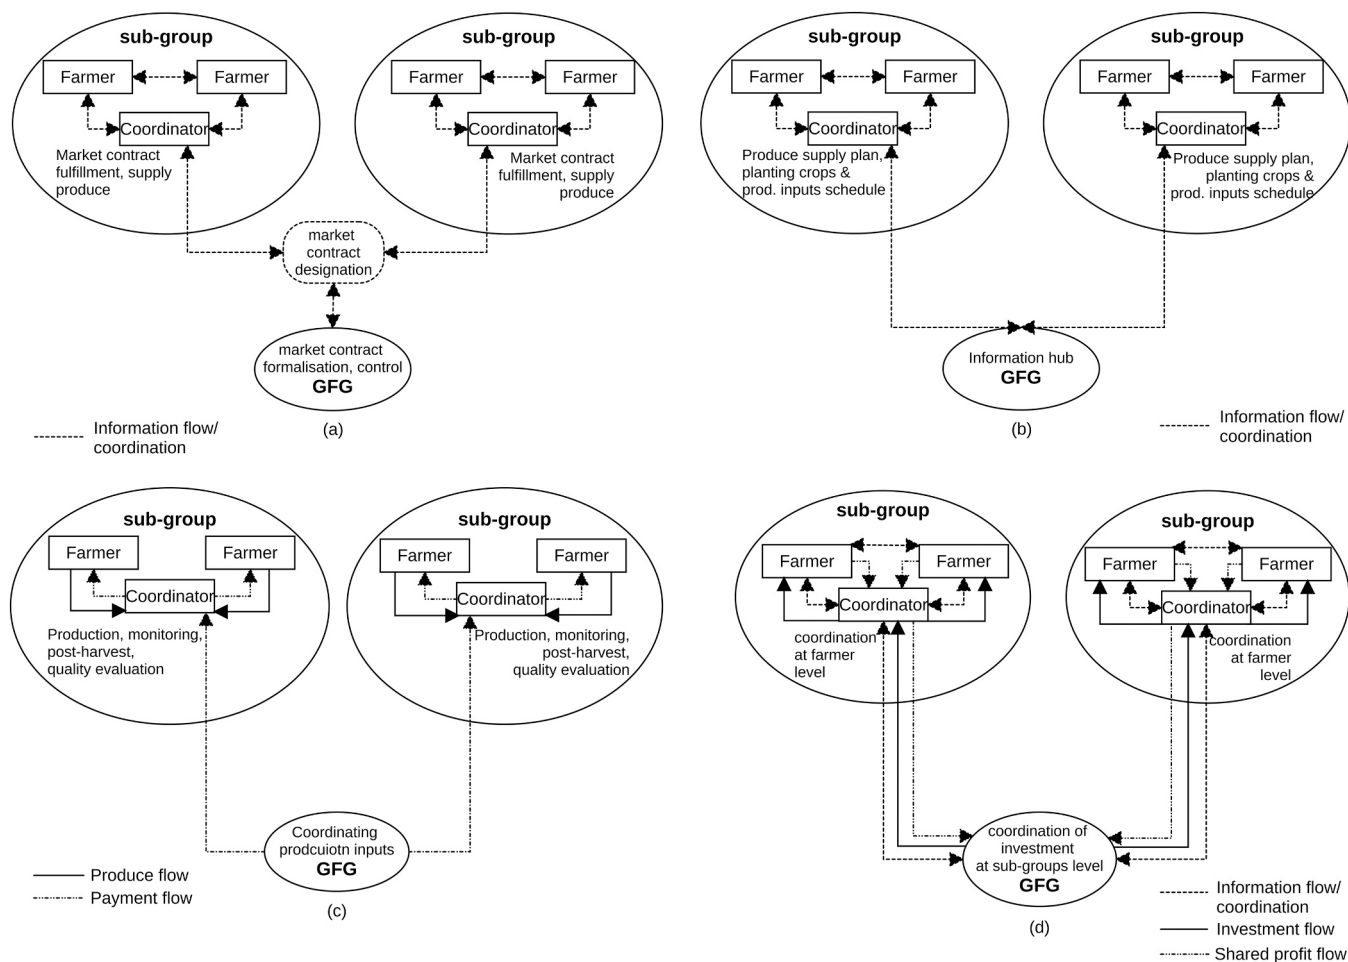 sub-group
Farmer
Farmer
Coordinator
Market contract
fulfillment, supply
produce
sub-group
Farmer
Farmer
Coordinator
Market contract
fulfillment, supply
produce
market
contract
designation
market contract
formalisation, control
GFG
Information flow/
coordination
(a)
sub-group
Farmer
Farmer
Coordinator
Produce supply plan,
planting crops &
prod. inputs schedule
sub-group
Farmer
Farmer
Coordinator
Produce supply plan,
planting crops &
prod. inputs schedule
Information hub
GFG
(b)
Information flow/
coordination
sub-group
Farmer
Farmer
Coordinator
Production, monitoring,
post-harvest,
quality evaluation
sub-group
Farmer
Farmer
Coordinator
Production, monitoring,
post-harvest,
quality evaluation
Coordinating
prodcuiotn inputs
GFG
Produce flow
Payment flow
(c)
sub-group
Farmer
Farmer
Coordinator
coordination
at farmer
level
sub-group
Farmer
Farmer
Coordinator
coordination
at farmer
level
coordination of
investment
at sub-groups level
GFG
(d)
Information flow/
coordination
Investment flow
Shared profit flow